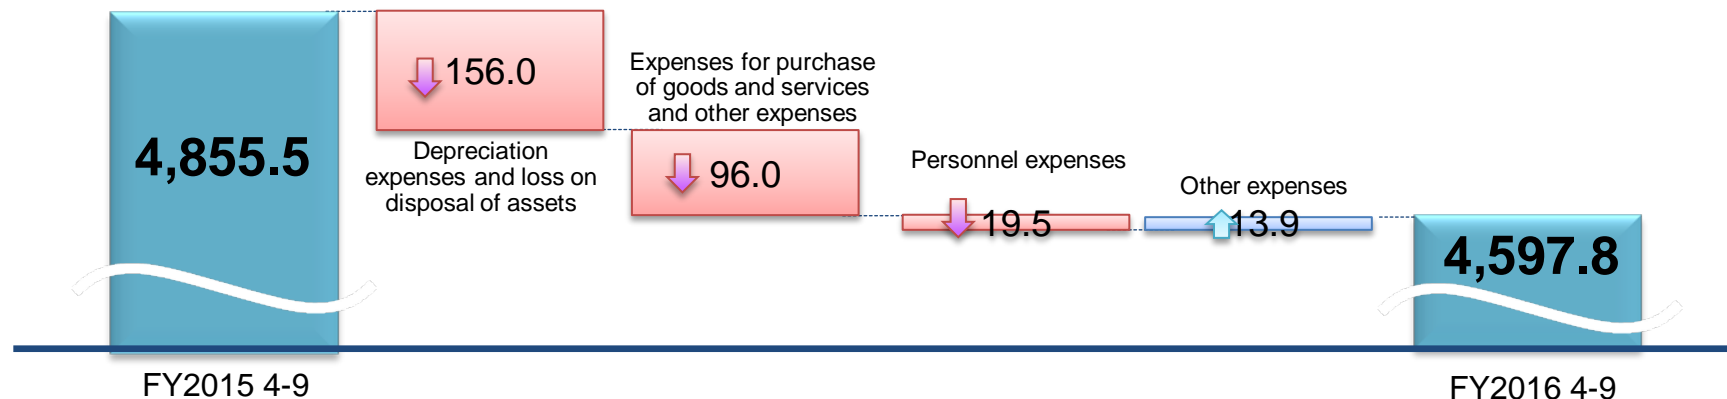 4,855.5
156.0
Depreciation
expenses and loss on
disposal of assets
Expenses for purchase
of goods and services
and other expenses
96.0
Personnel expenses
19.5
Other expenses
13.9
4,597.8
FY2015 4-9
FY2016 4-9